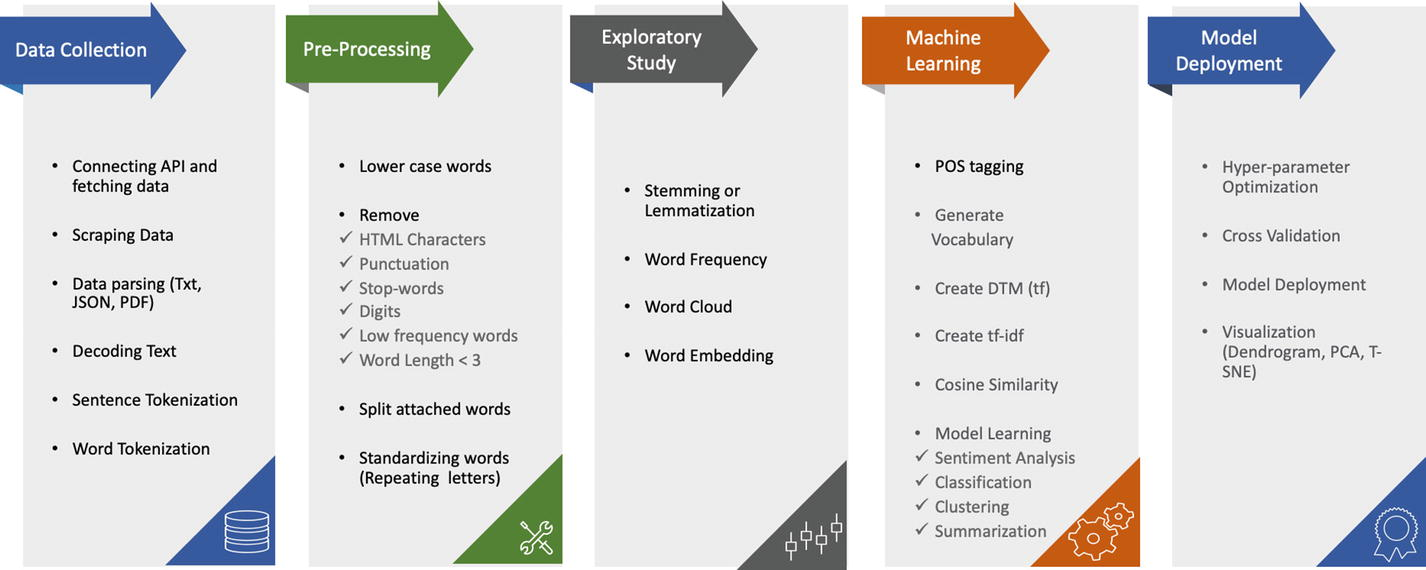 Data Collection
• Connecting API and
fetching data
• Scraping Data
• Data parsing (Txt,
JSON, PDF)
• Decoding Text
• Sentence Tokenization
• Word Tokenization
Pre-Processing
• Lower case words
• Remove
✓ HTML Characters
✓ Punctuation
✓ Stop-words
✓ Digits
✓ Low frequency words
✓ Word Length < 3
• Split attached words
• Standardizing words
(Repeating letters)
Exploratory
Study
• Stemming or
Lemmatization
• Word Frequency
• Word Cloud
• Word Embedding
Machine
Learning
• POS tagging
• Generate
Vocabulary
• Create DTM (tf)
• Create tf-idf
• Cosine Similarity
• Model Learning
✓ Sentiment Analysis
✓ Classification
✓ Clustering
✓ Summarization
Model
Deployment
• Hyper-parameter
Optimization
• Cross Validation
• Model Deployment
• Visualization
(Dendrogram, PCA, T-
SNE)